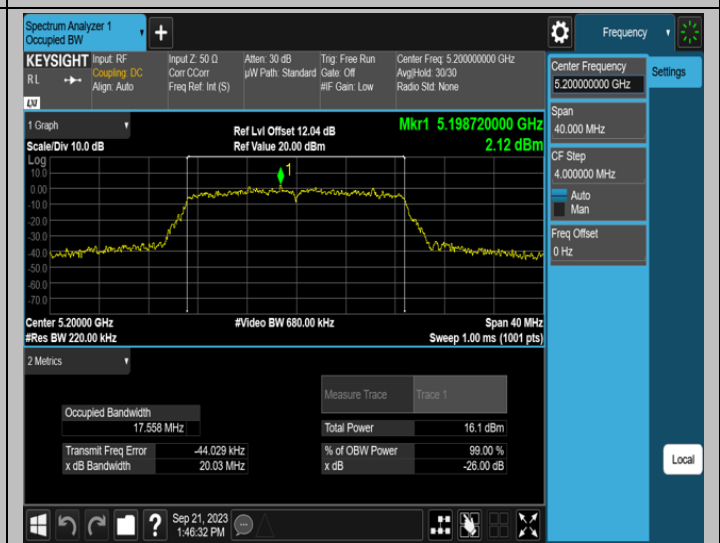 Spectrum Analyzer 1
Occupied BW
+
Frequency
KEYSIGHT
R L
LXI
Input: RF
Coupling: DC
Align: Auto
Input Z: 50 Ω
Corr CCorr
Freq Ref: Int (S)
Atten: 30 dB
µW Path: Standard
Trig: Free Run
Gate: Off
#IF Gain: Low
Center Freq: 5.200000000 GHz
Avg|Hold: 30/30
Radio Std: None
Center Frequency
5.200000000 GHz
Settings
Span
40.000 MHz
CF Step
4.000000 MHz
Auto
Man
Freq Offset
0 Hz
Local
1 Graph
Scale/Div 10.0 dB
Ref Lvl Offset 12.04 dB
Ref Value 20.00 dBm
Mkr1 5.198720000 GHz
2.12 dBm
Log
10.0
0.00
-10.0
-20.0
-30.0
-40.0
-50.0
-60.0
-70.0
1
Center 5.20000 GHz
#Video BW 680.00 kHz
Span 40 MHz
#Res BW 220.00 kHz
Sweep 1.00 ms (1001 pts)
2 Metrics
Measure Trace
Trace 1
Occupied Bandwidth
17.558 MHz
Total Power
16.1 dBm
Transmit Freq Error
-44.029 kHz
% of OBW Power
99.00 %
x dB Bandwidth
20.03 MHz
x dB
-26.00 dB
?
Sep 21, 2023
1:46:32 PM